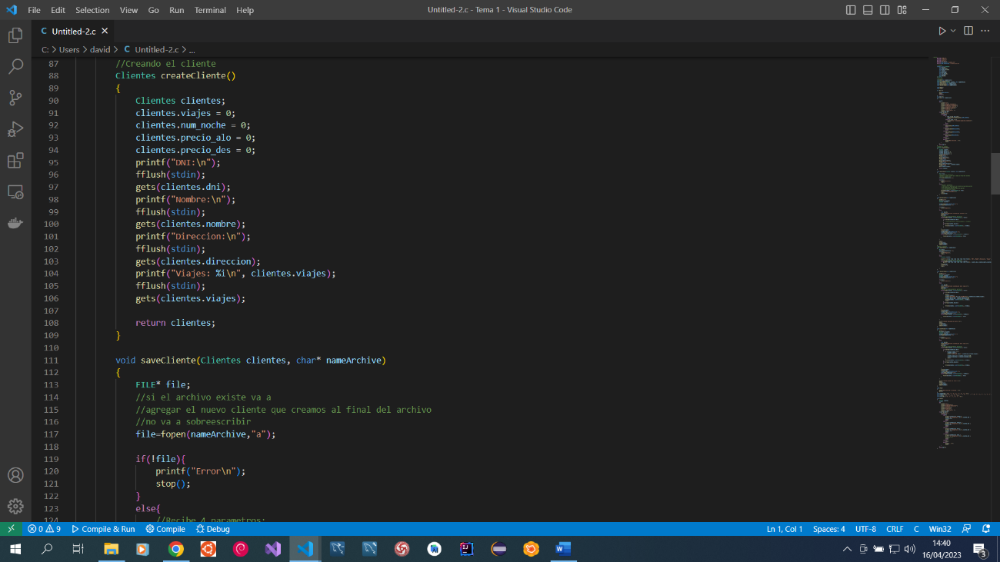 File Edit Selection View Go Run Terminal Help Untitled-2.c - Tema 1 - Visual Studio Code
C Untitled-2.c
C: > Users > david > C Untitled-2.c > ...
87 //Creando el cliente
88 Clientes createCliente()
89 {
90 Clientes clientes;
91 clientes.viajes = 0;
92 clientes.num_noche = 0;
93 clientes.precio_alo = 0;
94 clientes.precio_des = 0;
95 printf("DNI:\n");
96 fflush(stdin);
97 gets(clientes.dni);
98 printf("Nombre:\n");
99 fflush(stdin);
100 gets(clientes.nombre);
101 printf("Direccion:\n");
102 fflush(stdin);
103 gets(clientes.direccion);
104 printf("Viajes: %i\n", clientes.viajes);
105 fflush(stdin);
106 gets(clientes.viajes);
107
108 return clientes;
109 }
110
111 void saveCliente(Clientes clientes, char* nameArchive)
112 {
113 FILE* file;
114 //si el archivo existe va a
115 //agregar el nuevo cliente que creamos al final del archivo
116 //no va a sobreescribir
117 file=fopen(nameArchive,"a");
118
119 if(!file){
120 printf("Error\n");
121 stop();
122 }
123 else{
124 //Recibe 4 parametros:
0 9 Compile & Run Compile Debug Ln 1, Col 1 Spaces: 4 UTF-8 CRLF C Win32
14:40
16/04/2023
3